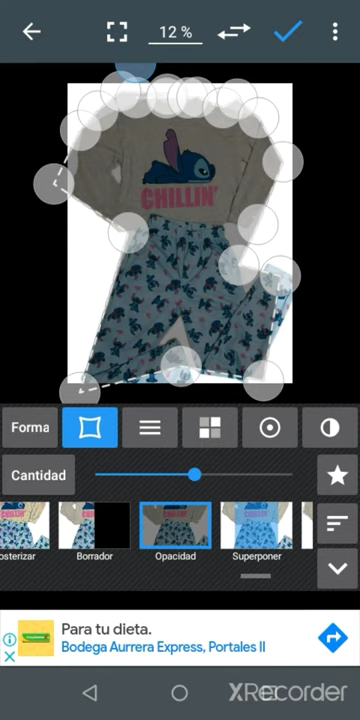 12 %
CHILLIN'
Forma
Cantidad
osterizar
Borrador
Opacidad
Superponer
Para tu dieta.
Bodega Aurrera Express, Portales II
XRecorder